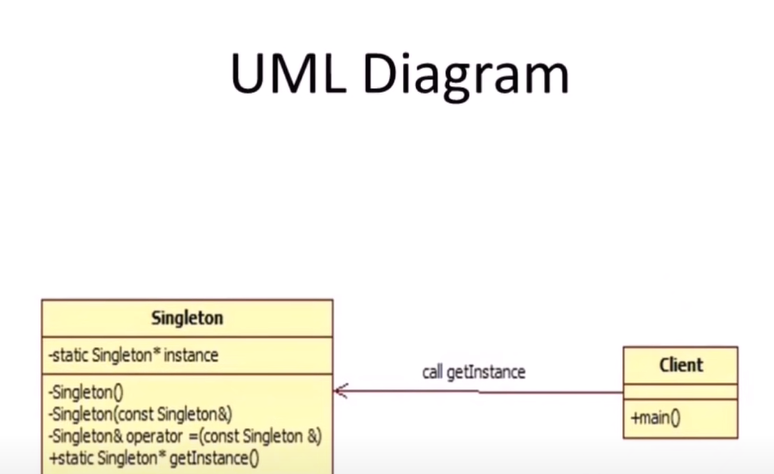 UML Diagram
Singleton
-static Singleton* instance
-Singleton()
-Singleton(const Singleton&)
-Singleton& operator =(const Singleton &)
+static Singleton* getInstance()
call getInstance
Client
+main()